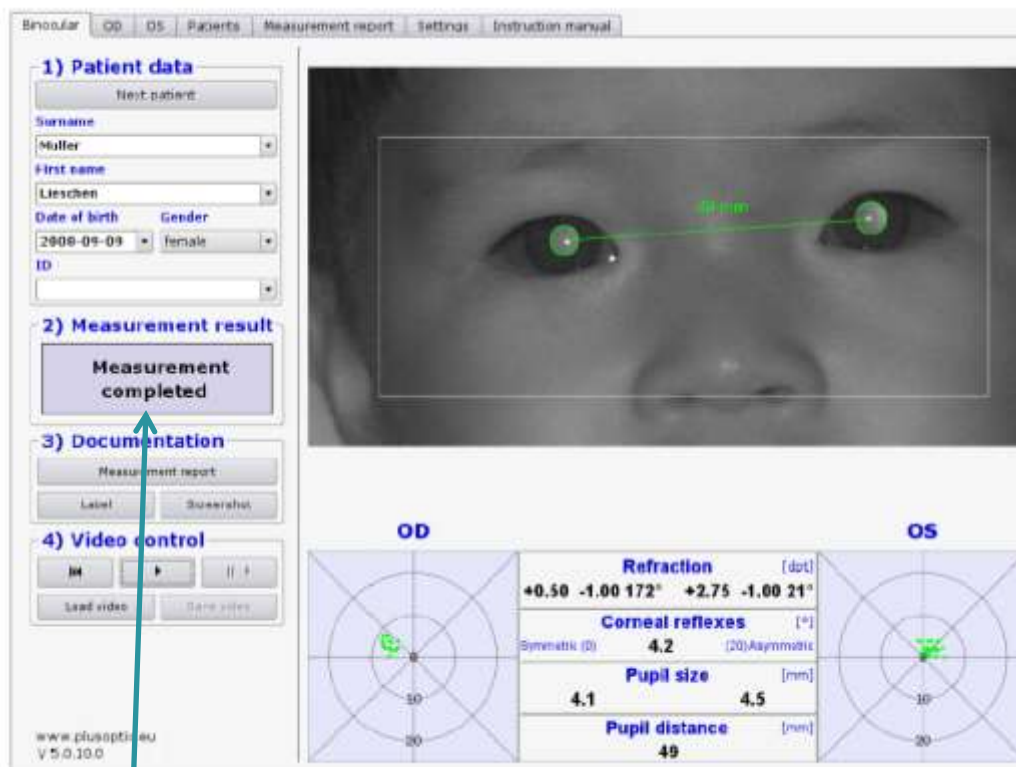 Binocular OD OS Patients Measurement report Settings Instruction manual
1) Patient data
Next patient
Surname
Muller
First name
Lieschen
Date of birth Gender
2008-09-09 female
ID
2) Measurement result
Measurement
completed
3) Documentation
Measurement report
Label Screenshot
4) Video control
Load video Save video
www.plusoptix.eu
V 5.0.10.0
49 mm
OD
10
20
Refraction [dpt]
+0.50 -1.00 172° +2.75 -1.00 21°
Corneal reflexes [°]
Symmetric (0) 4.2 (20)Asymmetric
Pupil size [mm]
4.1 4.5
Pupil distance [mm]
49
OS
10
20